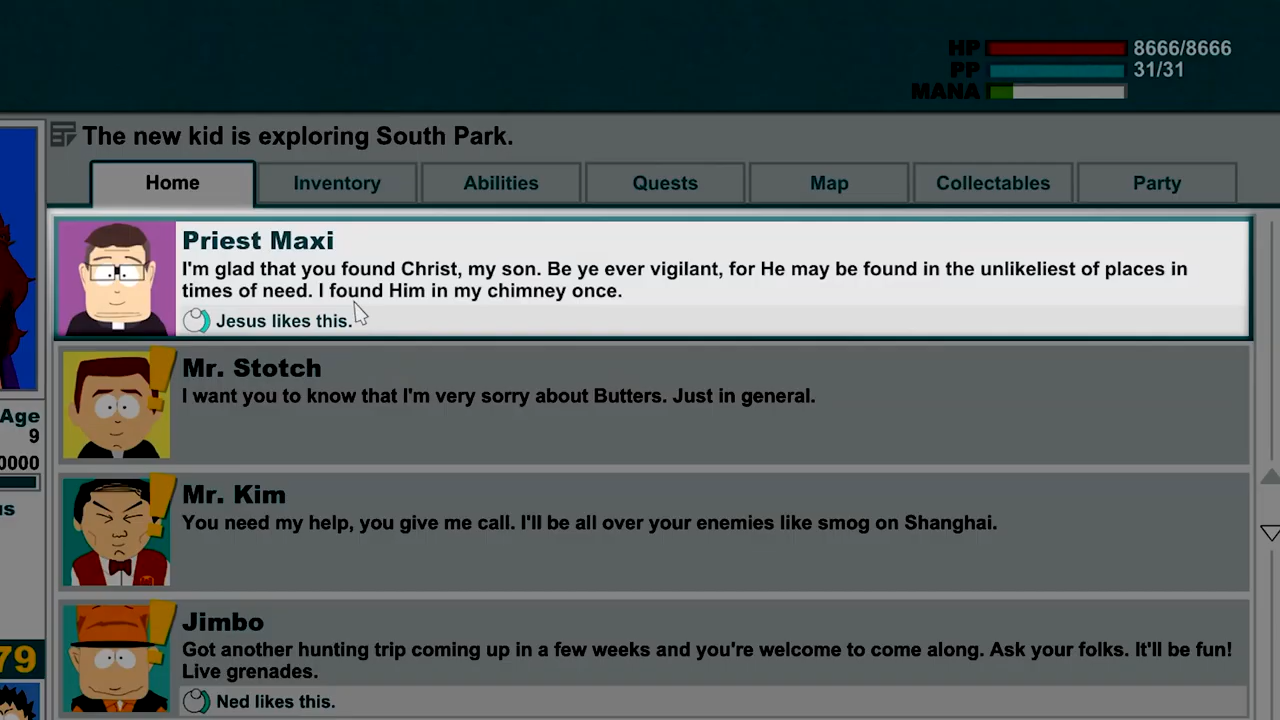 HP 8666/8666
PP 31/31
MANA
The new kid is exploring South Park.
Home Inventory Abilities Quests Map Collectables Party
Priest Maxi
I'm glad that you found Christ, my son. Be ye ever vigilant, for He may be found in the unlikeliest of places in
times of need. I found Him in my chimney once.
Jesus likes this.
Mr. Stotch
I want you to know that I'm very sorry about Butters. Just in general.
Age
9
0000
Mr. Kim
You need my help, you give me call. I'll be all over your enemies like smog on Shanghai.
Jimbo
Got another hunting trip coming up in a few weeks and you're welcome to come along. Ask your folks. It'll be fun!
Live grenades.
79
Ned likes this.